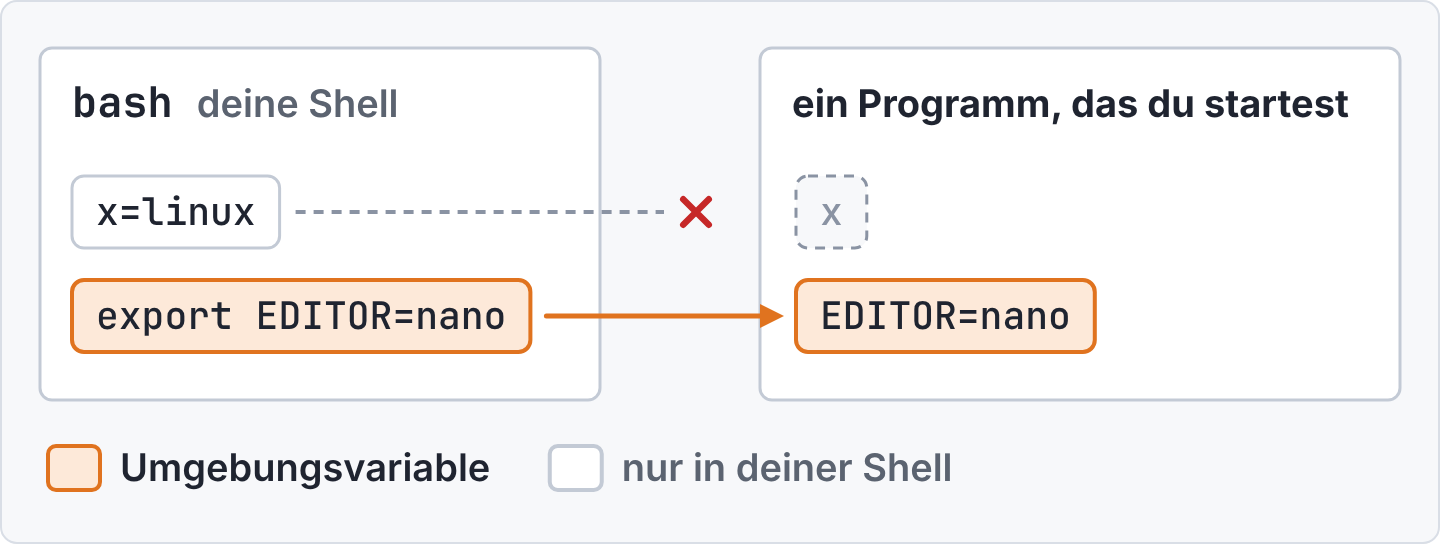 bash deine Shell
ein Programm, das du startest
x=linux
x
export EDITOR=nano
EDITOR=nano
Umgebungsvariable
nur in deiner Shell